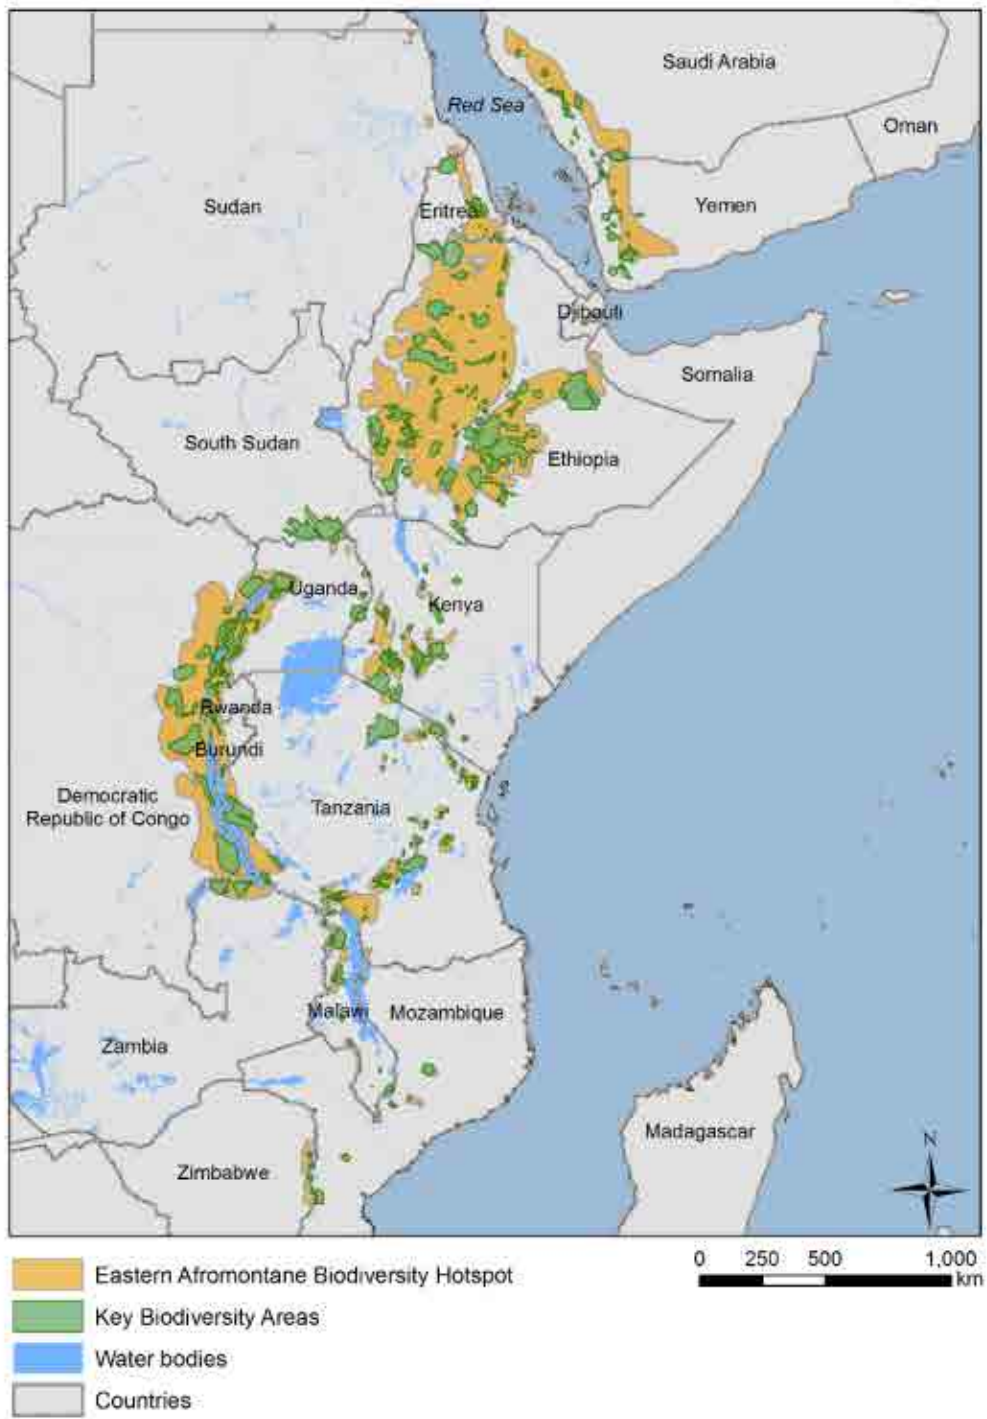 Saudi Arabia
Red Sea
Oman
Sudan
Eritrea
Yemen
Djibouti
Somalia
South Sudan
Ethiopia
Uganda
Kenya
Rwanda
Burundi
Democratic
Republic of Congo
Tanzania
Malawi
Mozambique
Zambia
Madagascar
N
Zimbabwe
0 250 500 1,000
km
Eastern Afromontane Biodiversity Hotspot
Key Biodiversity Areas
Water bodies
Countries